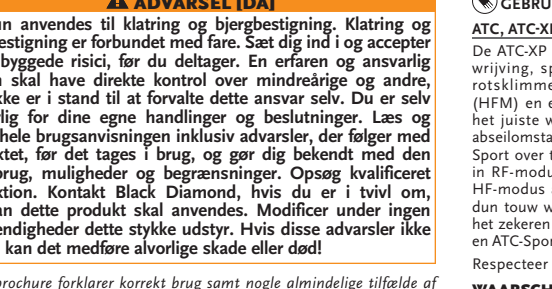 ADVARSEL [DA]
un anvendes til klatring og bjergbestigning. Klatring og
estigning er forbundet med fare. Sæt dig ind i og accepter
byggede risici, før du deltager. En erfaren og ansvarlig
n skal have direkte kontrol over mindreårige og andre,
ke er i stand til at forvalte dette ansvar selv. Du er selv
lig for dine egne handlinger og beslutninger. Læs og
hele brugsanvisningen inklusiv advarsler, der følger med
ktet, før det tages i brug, og gør dig bekendt med den
brug, muligheder og begrænsninger. Opsøg kvalificeret
ktion. Kontakt Black Diamond, hvis du er i tvivl om,
an dette produkt skal anvendes. Modificer under ingen
endigheder dette stykke udstyr. Hvis disse advarsler ikke
kan det medføre alvorlige skade eller død!
rochure forklarer korrekt brug samt nogle almindelige tilfælde af
GEBRU
ATC, ATC-XP
De ATC-XP
wrijving, sp
rotsklimme
(HFM) en e
het juiste w
abseilomsta
Sport over t
in RF-modu
HF-modus a
dun touw w
het zekeren
en ATC-Spor
Respecteer
WAARSCH